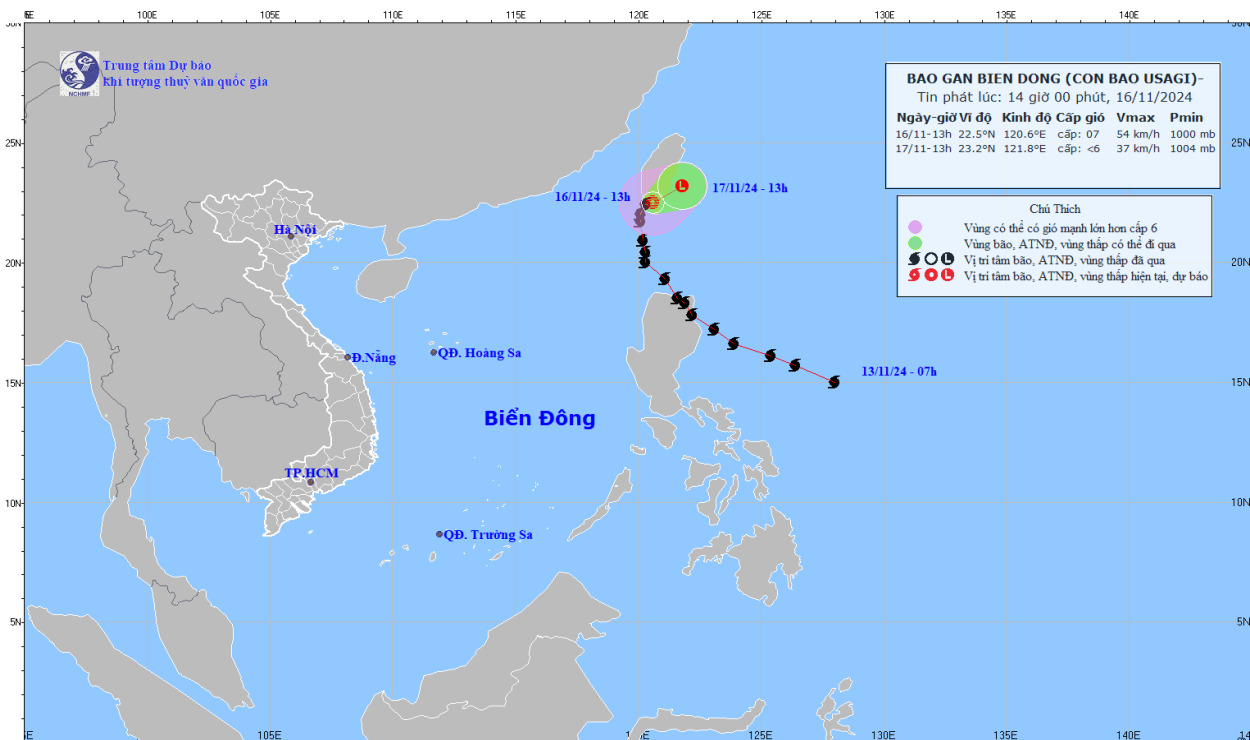 100E 105E 110E 115E 120E 125E 130E 135E 140E
Trung tâm Dự báo
khí tượng thuỷ văn quốc gia
NCHMF
BAO GAN BIEN DONG (CON BAO USAGI)-
Tin phát lúc: 14 giờ 00 phút, 16/11/2024
Ngày-giờ Vĩ độ Kinh độ Cấp gió Vmax Pmin
16/11-13h 22.5°N 120.6°E cấp: 07 54 km/h 1000 mb
17/11-13h 23.2°N 121.8°E cấp: <6 37 km/h 1004 mb
25N 25N
16/11/24 - 13h
17/11/24 - 13h
L
Chú Thích
Vùng có thể có gió mạnh lớn hơn cấp 6
Vùng bão, ATNĐ, vùng thấp có thể đi qua
L Vị trí tâm bão, ATNĐ, vùng thấp đã qua
L Vị trí tâm bão, ATNĐ, vùng thấp hiện tại, dự báo
Hà Nội
20N 20N
Đ.Nẵng
QĐ. Hoàng Sa
13/11/24 - 07h
15N 15N
Biển Đông
TP.HCM
10N 10N
QĐ. Trường Sa
5N 5N
105E 110E 115E 125E 130E 135E 140E